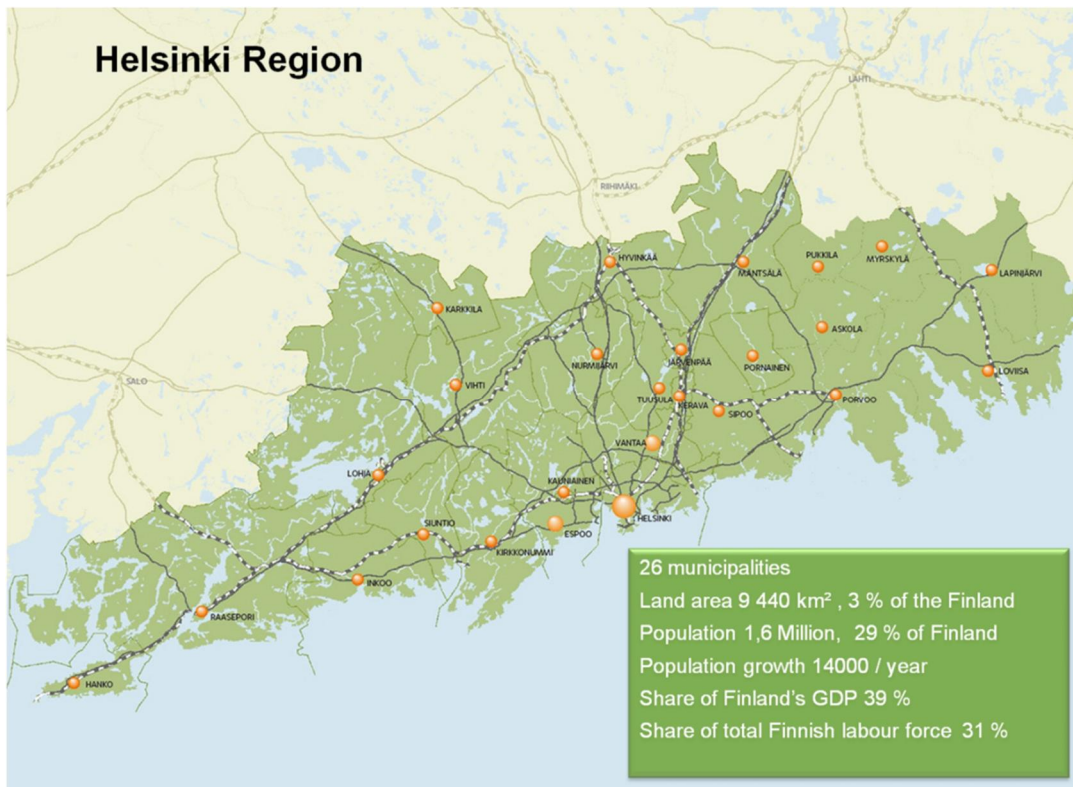 Helsinki Region
LAHTI
RIIHIMÄKI
HYVINKÄÄ
MÄNTSÄLÄ
PUKKILA
MYRSKYLÄ
LAPINJÄRVI
KARKKILA
ASKOLA
NURMIJÄRVI
JÄRVENPÄÄ
PORNAINEN
SALO
VIHTI
LOVIISA
TUUSULA
KERAVA
SIPOO
PORVOO
VANTAA
LOHJA
KAUNIAINEN
HELSINKI
SIUNTIO
ESPOO
KIRKKONUMMI
INKOO
RAASEPORI
HANKO
26 municipalities
Land area 9 440 km² , 3 % of the Finland
Population 1,6 Million, 29 % of Finland
Population growth 14000 / year
Share of Finland's GDP 39 %
Share of total Finnish labour force 31 %